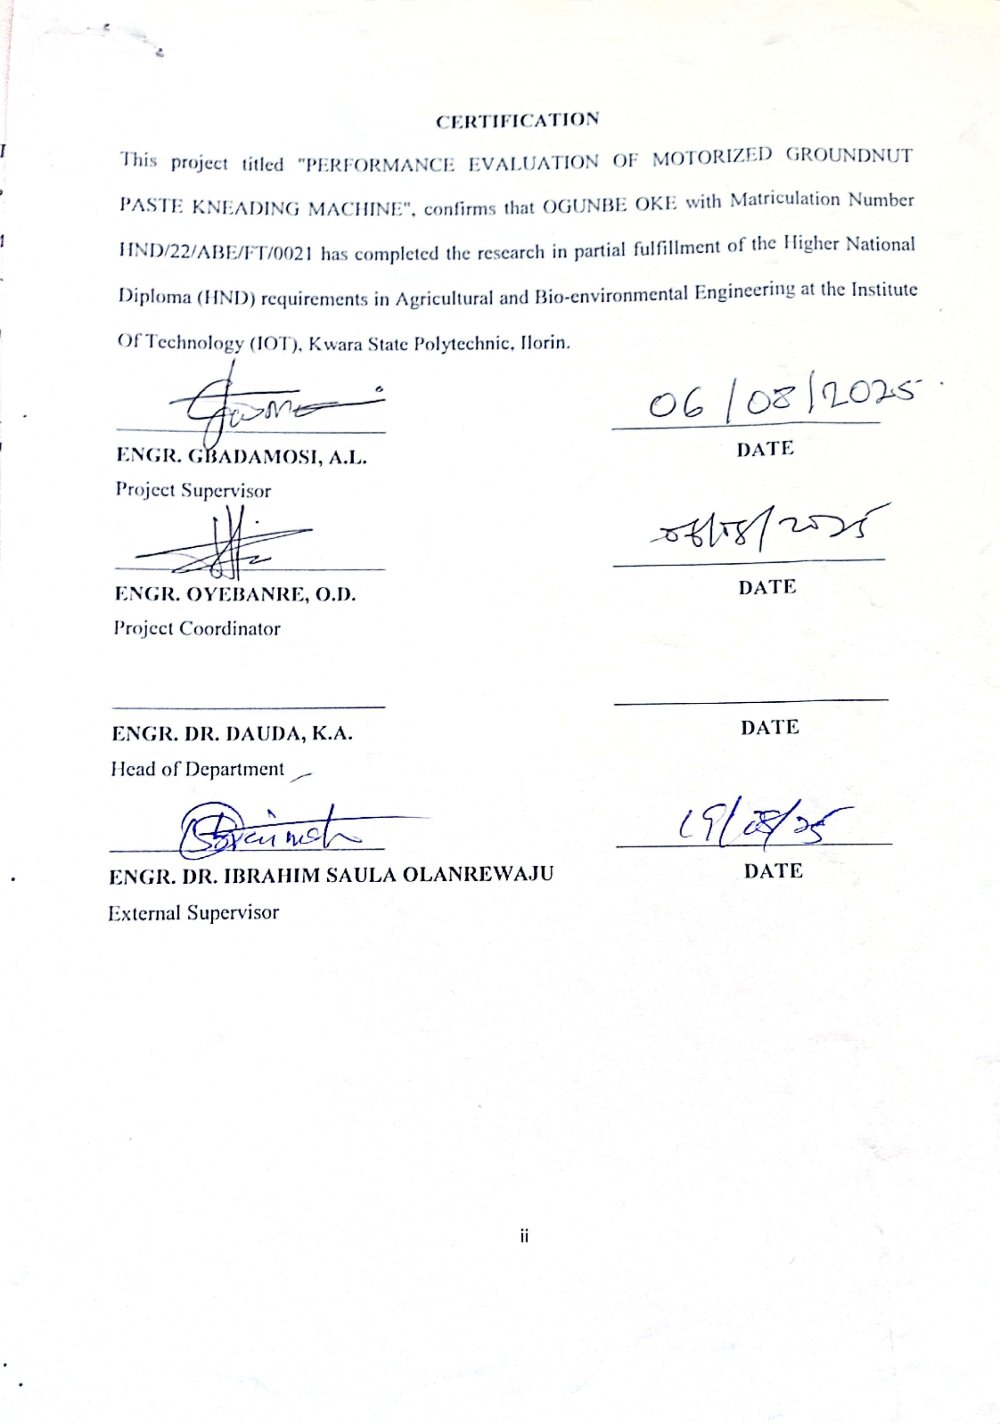 CERTIFICATION
This project titled "PERFORMANCE EVALUATION OF MOTORIZED GROUNDNUT
PASTE KNEADING MACHINE", confirms that OGUNBE OKE with Matriculation Number
HND/22/ABE/FT/0021 has completed the research in partial fulfillment of the Higher National
Diploma (HND) requirements in Agricultural and Bio-environmental Engineering at the Institute
Of Technology (IOT), Kwara State Polytechnic, Ilorin.
06/08/2025
ENGR. GBADAMOSI, A.L. DATE
Project Supervisor
06/08/2025
ENGR. OYEBANRE, O.D. DATE
Project Coordinator
ENGR. DR. DAUDA, K.A. DATE
Head of Department
19/08/25
ENGR. DR. IBRAHIM SAULA OLANREWAJU DATE
External Supervisor
ii